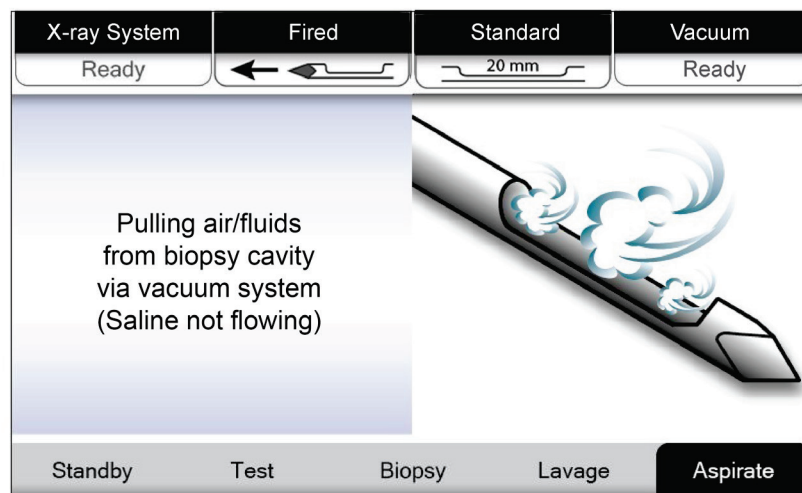 X-ray System Fired Standard Vacuum
Ready 20 mm Ready
Pulling air/fluids
from biopsy cavity
via vacuum system
(Saline not flowing)
Standby Test Biopsy Lavage Aspirate